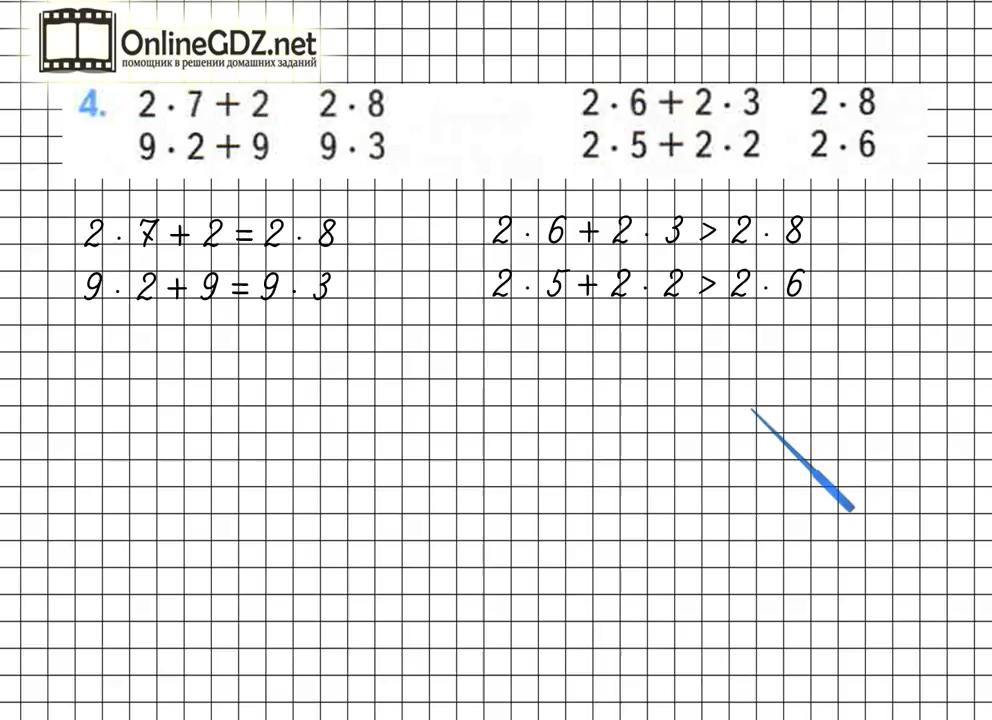 OnlineGDZ.net
помощник в решении домашних заданий
4. 2 · 7 + 2 2 · 8 2 · 6 + 2 · 3 2 · 8
9 · 2 + 9 9 · 3 2 · 5 + 2 · 2 2 · 6
2 · 7 + 2 = 2 · 8 2 · 6 + 2 · 3 > 2 · 8
9 · 2 + 9 = 9 · 3 2 · 5 + 2 · 2 > 2 · 6